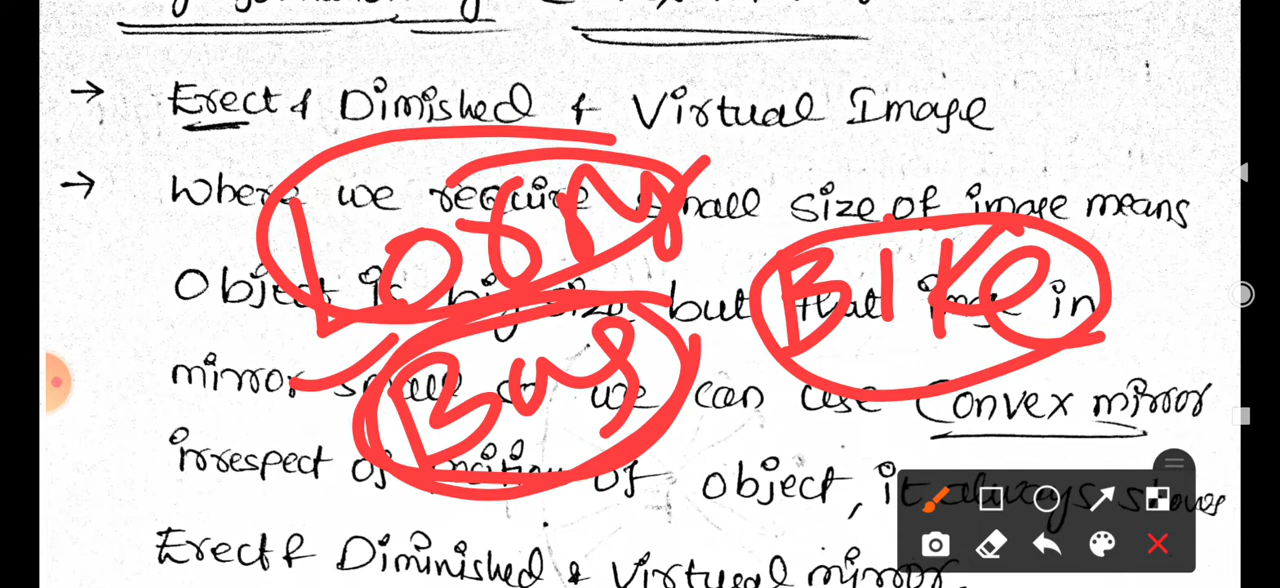 → Erect & Dimished & Virtual Image
→ Where we require small size of image means
Lorry
Object is big size but that image in
BIKe
mirror small so we can use Convex mirror
Bus
irrespect of position of object, it always shows
Erect & Diminished & Virtual mirror.